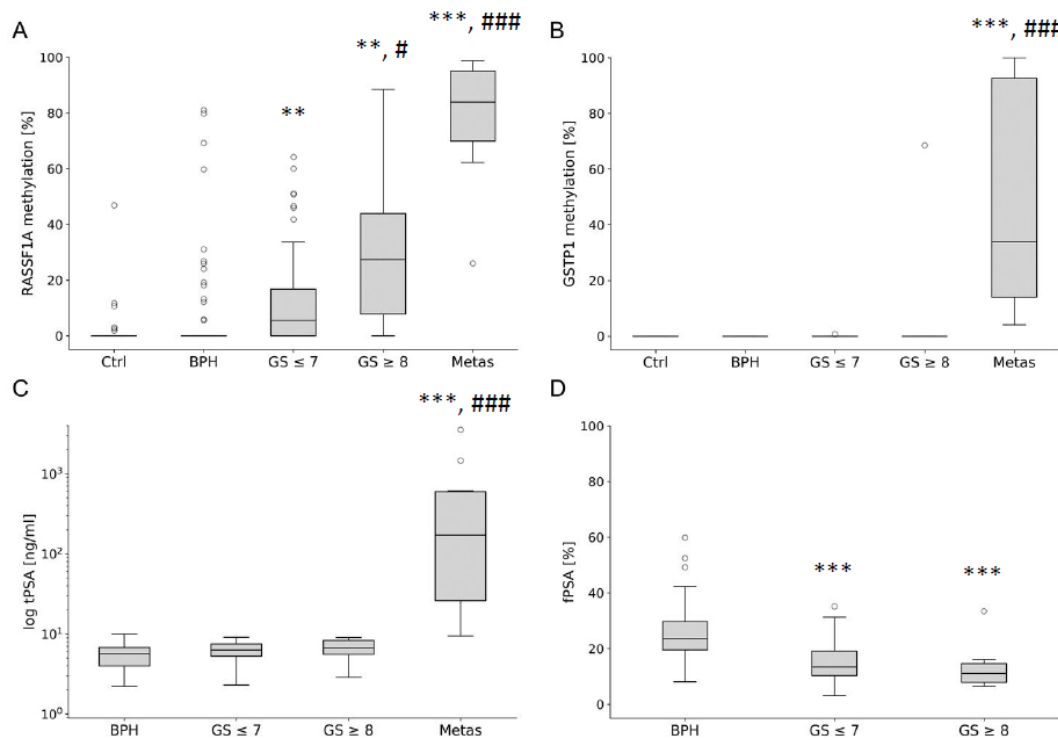 A
***, ###
**, #
**
100
80
60
40
20
0
RASSF1A methylation [%]
Ctrl
BPH
GS ≤ 7
GS ≥ 8
Metas
B
***, ###
100
80
60
40
20
0
GSTP1 methylation [%]
Ctrl
BPH
GS ≤ 7
GS ≥ 8
Metas
C
***, ###
10³
10²
10¹
10⁰
log tPSA [ng/ml]
BPH
GS ≤ 7
GS ≥ 8
Metas
D
100
80
60
40
20
0
fPSA [%]
***
***
BPH
GS ≤ 7
GS ≥ 8